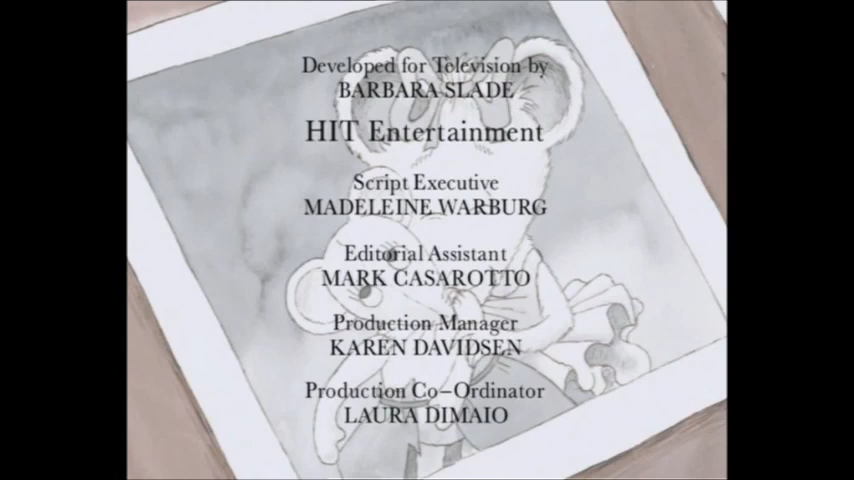 Developed for Television by
BARBARA SLADE
HIT Entertainment
Script Executive
MADELEINE WARBURG
Editorial Assistant
MARK CASAROTTO
Production Manager
KAREN DAVIDSEN
Production Co-Ordinator
LAURA DIMAIO